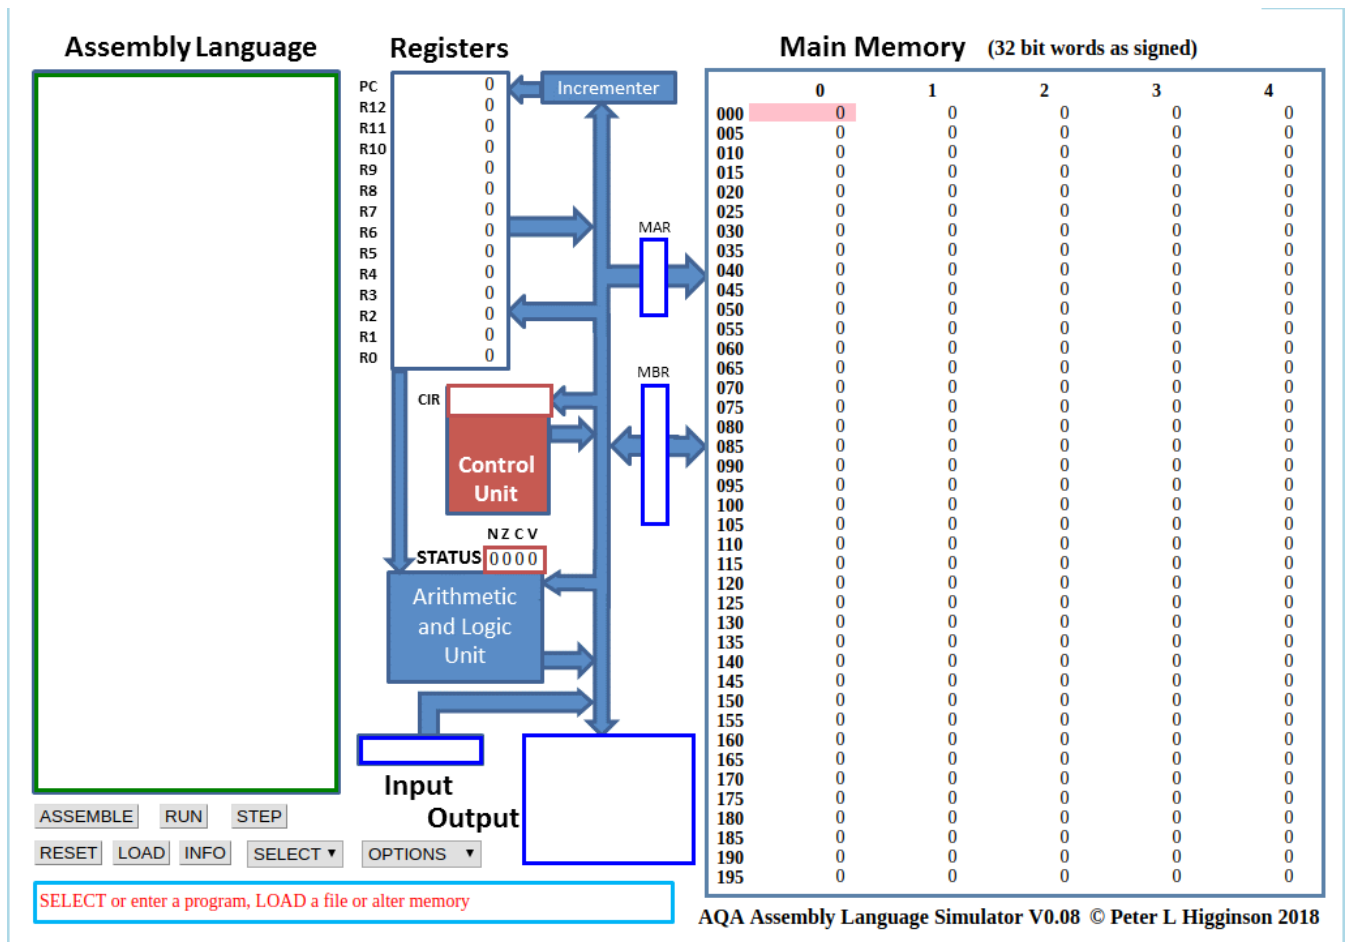 Assembly Language
Registers
Main Memory (32 bit words as signed)
PC 0
R12 0
R11 0
R10 0
R9 0
R8 0
R7 0
R6 0
R5 0
R4 0
R3 0
R2 0
R1 0
R0 0
Incrementer
MAR
MBR
CIR
Control
Unit
N Z C V
STATUS 0 0 0 0
Arithmetic
and Logic
Unit
Input
Output
0 1 2 3 4
000 0 0 0 0 0
005 0 0 0 0 0
010 0 0 0 0 0
015 0 0 0 0 0
020 0 0 0 0 0
025 0 0 0 0 0
030 0 0 0 0 0
035 0 0 0 0 0
040 0 0 0 0 0
045 0 0 0 0 0
050 0 0 0 0 0
055 0 0 0 0 0
060 0 0 0 0 0
065 0 0 0 0 0
070 0 0 0 0 0
075 0 0 0 0 0
080 0 0 0 0 0
085 0 0 0 0 0
090 0 0 0 0 0
095 0 0 0 0 0
100 0 0 0 0 0
105 0 0 0 0 0
110 0 0 0 0 0
115 0 0 0 0 0
120 0 0 0 0 0
125 0 0 0 0 0
130 0 0 0 0 0
135 0 0 0 0 0
140 0 0 0 0 0
145 0 0 0 0 0
150 0 0 0 0 0
155 0 0 0 0 0
160 0 0 0 0 0
165 0 0 0 0 0
170 0 0 0 0 0
175 0 0 0 0 0
180 0 0 0 0 0
185 0 0 0 0 0
190 0 0 0 0 0
195 0 0 0 0 0
ASSEMBLE RUN STEP
RESET LOAD INFO SELECT ▼ OPTIONS ▼
SELECT or enter a program, LOAD a file or alter memory
AQA Assembly Language Simulator V0.08 © Peter L Higginson 2018